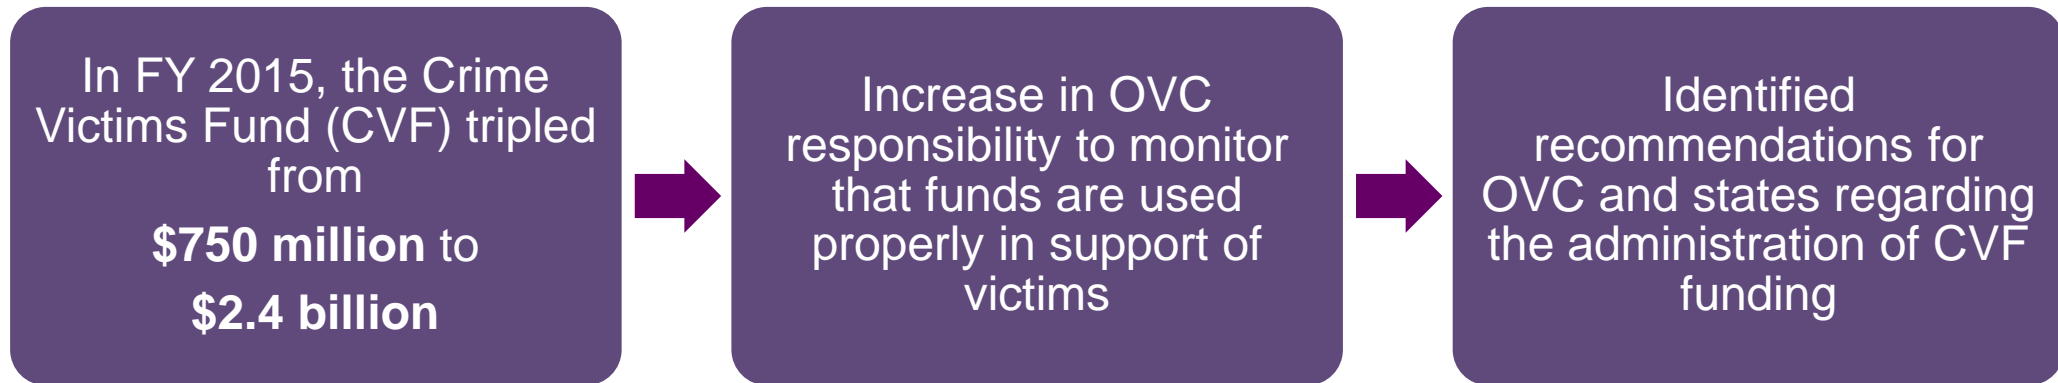 In FY 2015, the Crime
Victims Fund (CVF) tripled
from
$750 million to
$2.4 billion
Increase in OVC
responsibility to monitor
that funds are used
properly in support of
victims
Identified
recommendations for
OVC and states regarding
the administration of CVF
funding